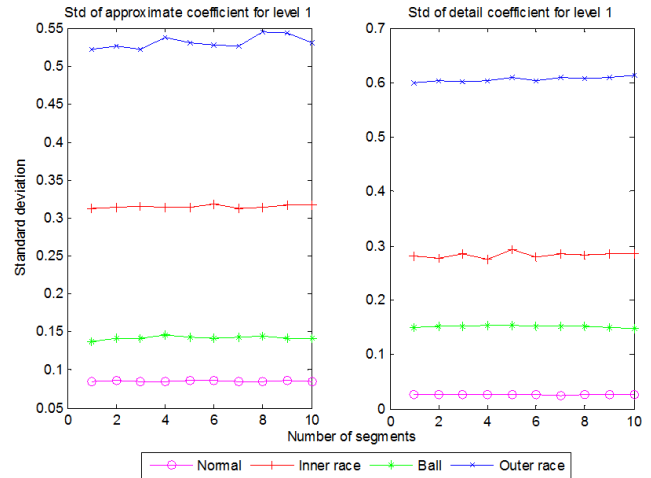 Std of approximate coefficient for level 1
Std of detail coefficient for level 1
Standard deviation
0.55
0.5
0.45
0.4
0.35
0.3
0.25
0.2
0.15
0.1
0.05
0 2 4 6 8 10
0.7
0.6
0.5
0.4
0.3
0.2
0.1
0
0 2 4 6 8 10
Number of segments
Normal Inner race Ball Outer race